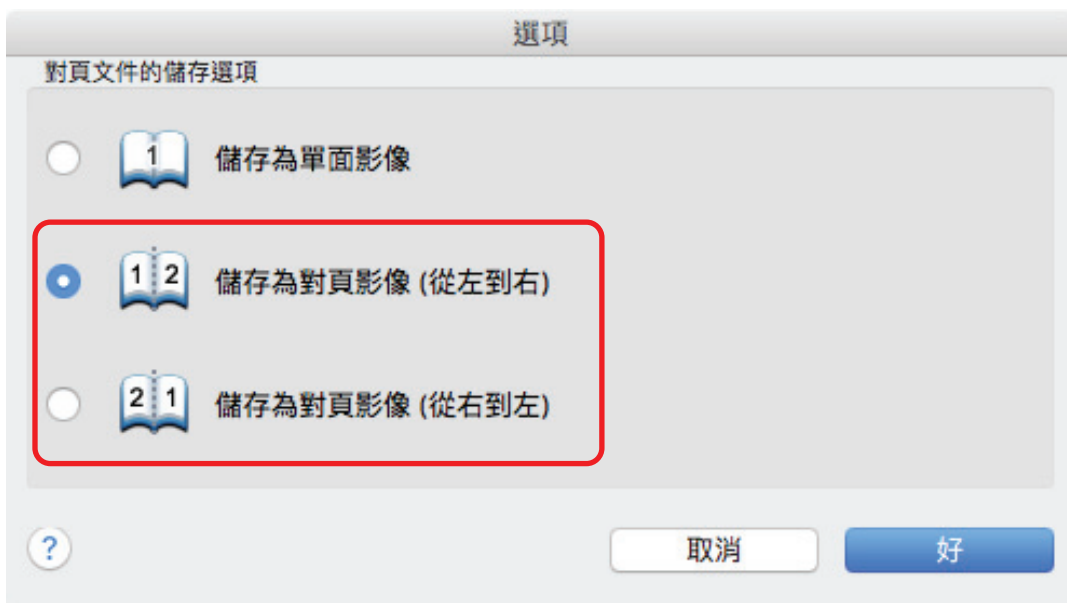 選項
對頁文件的儲存選項
1 儲存為單面影像
1 2 儲存為對頁影像 (從左到右)
2 1 儲存為對頁影像 (從右到左)
? 取消 好